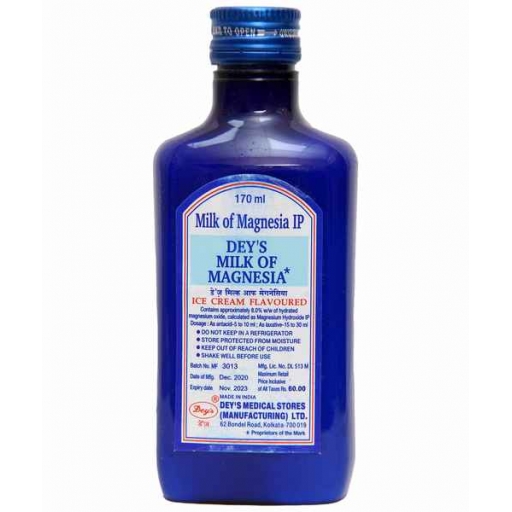 TO OPEN
170 ml
Milk of Magnesia IP
DEY'S
MILK OF
MAGNESIA*
डे'ज़ मिल्क आफ मेगनेसिया
ICE CREAM FLAVOURED
Contains approximately 8.0% w/w of hydrated
magnesium oxide, calculated as Magnesium Hydroxide IP
Dosage : As antacid-5 to 10 ml ; As laxative-15 to 30 ml
● DO NOT KEEP IN A REFRIGERATOR
● STORE PROTECTED FROM MOISTURE
● KEEP OUT OF REACH OF CHILDREN
● SHAKE WELL BEFORE USE
Batch No. MF 3013 Mfg. Lic. No. DL 513 M
Date of Mfg. Dec. 2020 Maximum Retail
Price Inclusive
Expiry date Nov. 2023 of All Taxes Rs. 60.00
MADE IN INDIA
Dey's DEY'S MEDICAL STORES
(MANUFACTURING) LTD.
62 Bondel Road, Kolkata-700 019
* Proprietors of the Mark